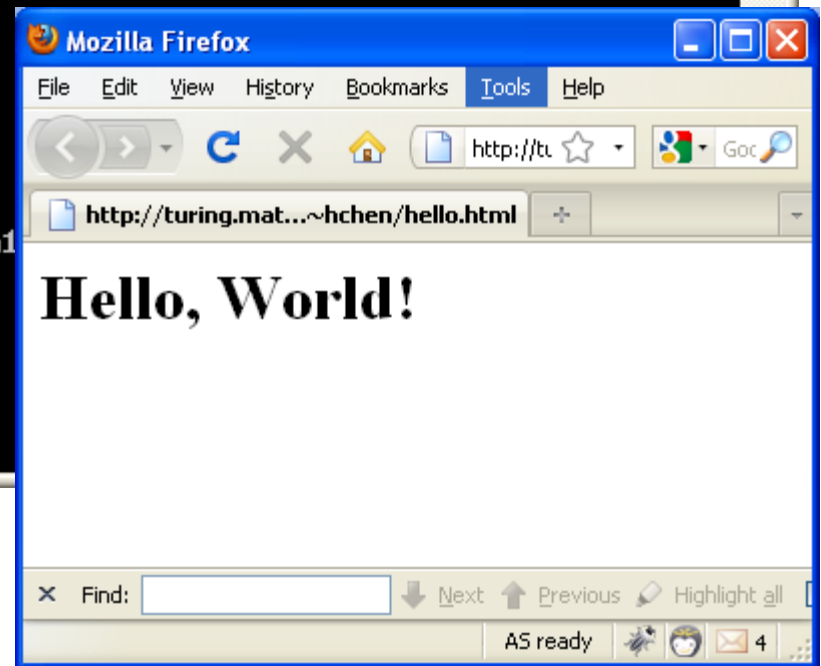 Mozilla Firefox
File Edit View History Bookmarks Tools Help
http://tu Goo
http://turing.mat...~hchen/hello.html
Hello, World!
Find: Next Previous Highlight all
AS ready 4